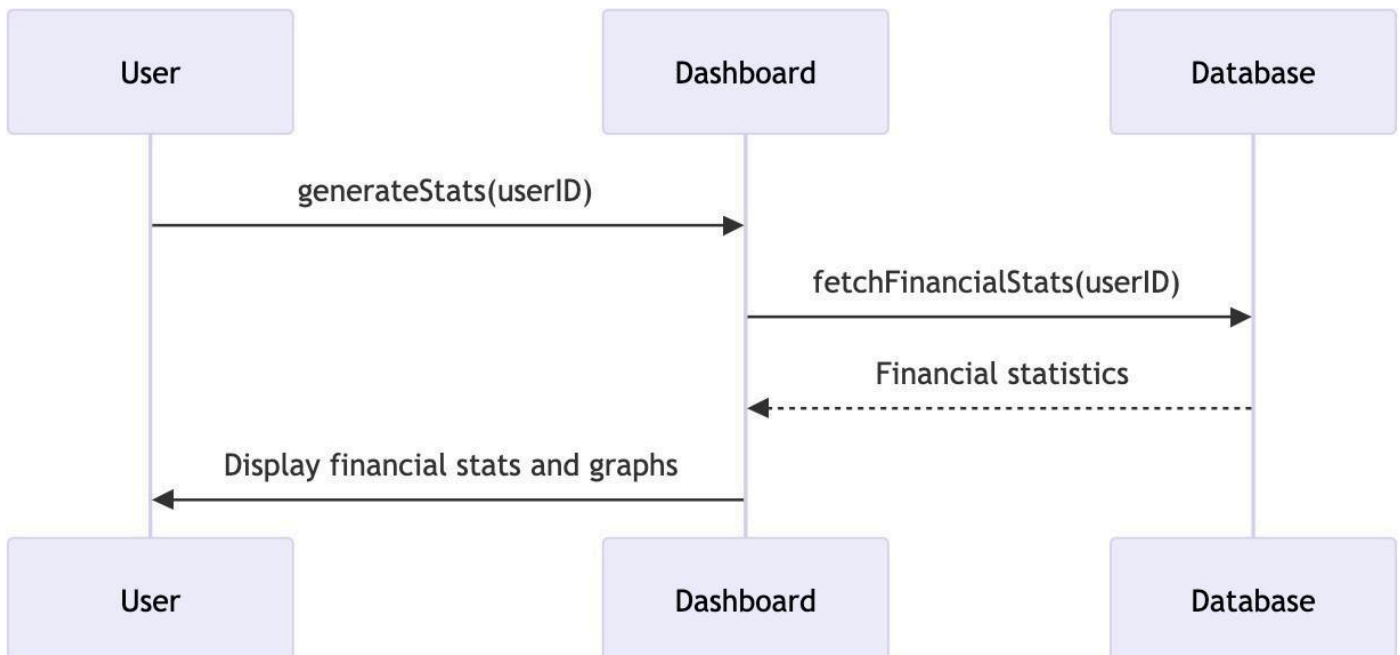 User
Dashboard
Database
generateStats(userID)
fetchFinancialStats(userID)
Financial statistics
Display financial stats and graphs
User
Dashboard
Database